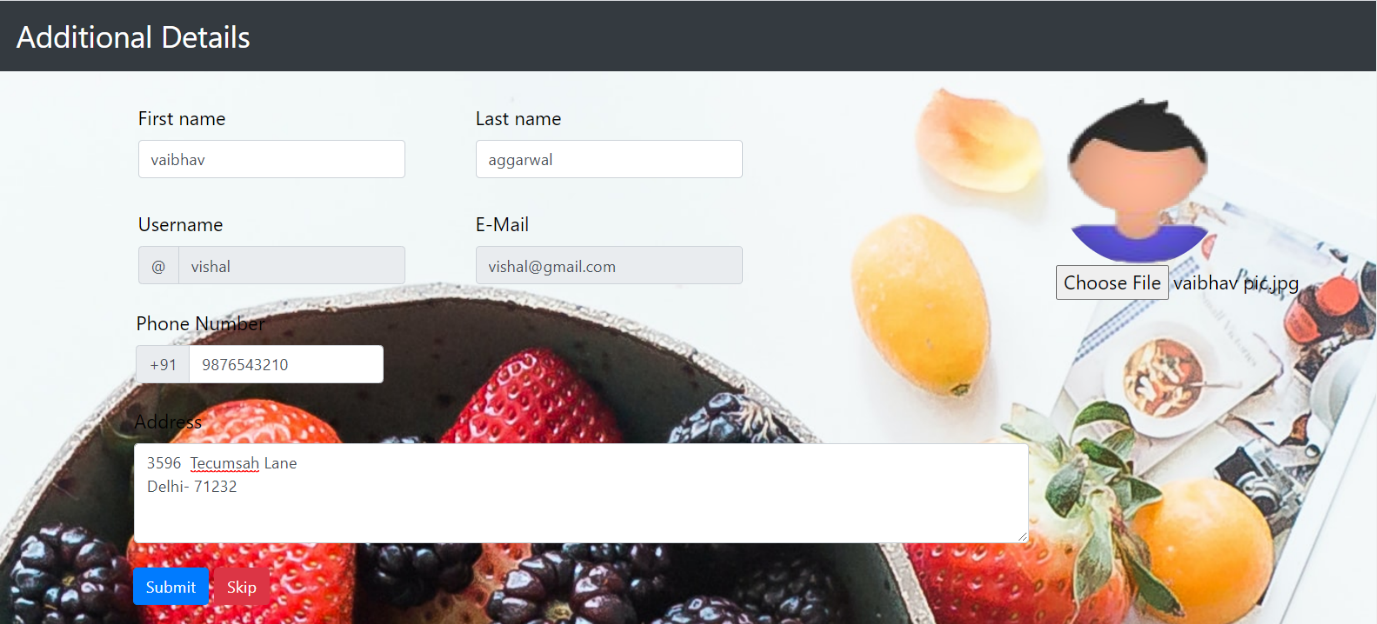 Additional Details
First name
Last name
vaibhav
aggarwal
Username
E-Mail
@ vishal
vishal@gmail.com
Choose File vaibhav pic.jpg
Phone Number
+91 9876543210
Address
3596 Tecumsah Lane
Delhi- 71232
Submit Skip